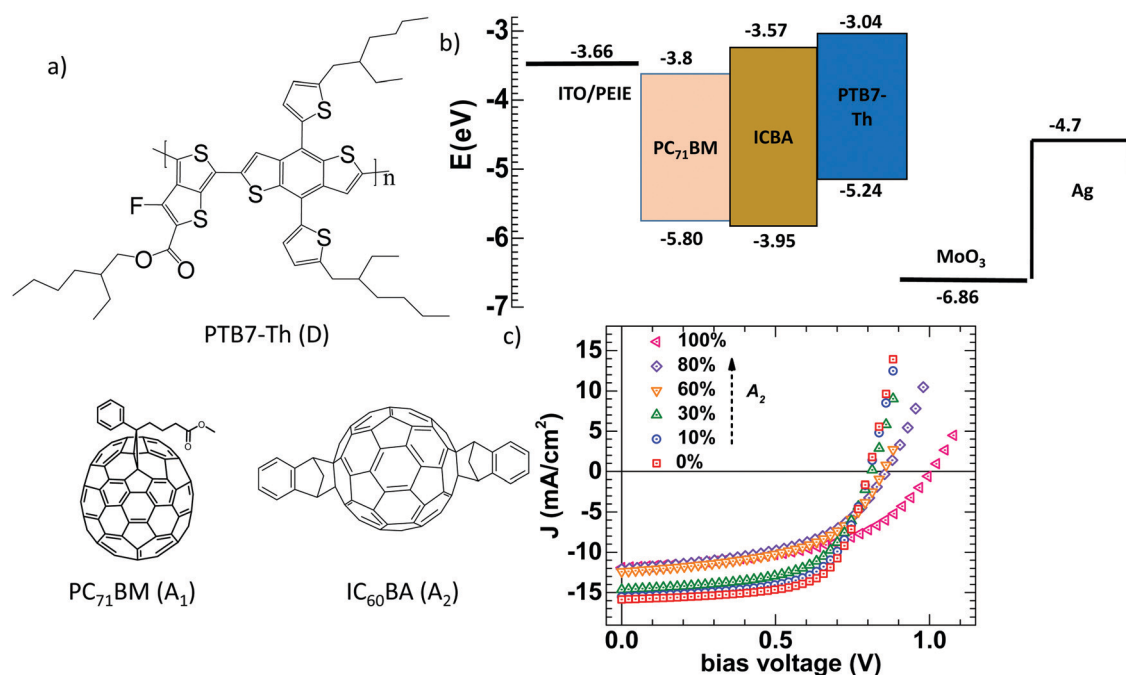 a)
S
S
S
S
F
S
S
O
O
n
PTB7-Th (D)
O
O
PC₇₁BM (A₁)
IC₆₀BA (A₂)
b)
E(eV)
-3
-4
-5
-6
-7
-3.66
ITO/PEIE
-3.8
PC₇₁BM
-5.80
-3.57
ICBA
-3.95
-3.04
PTB7-
Th
-5.24
MoO₃
-6.86
-4.7
Ag
c)
J (mA/cm²)
15
10
5
0
-5
-10
-15
100%
80%
60%
30%
10%
0%
A₂
0.0
0.5
1.0
bias voltage (V)